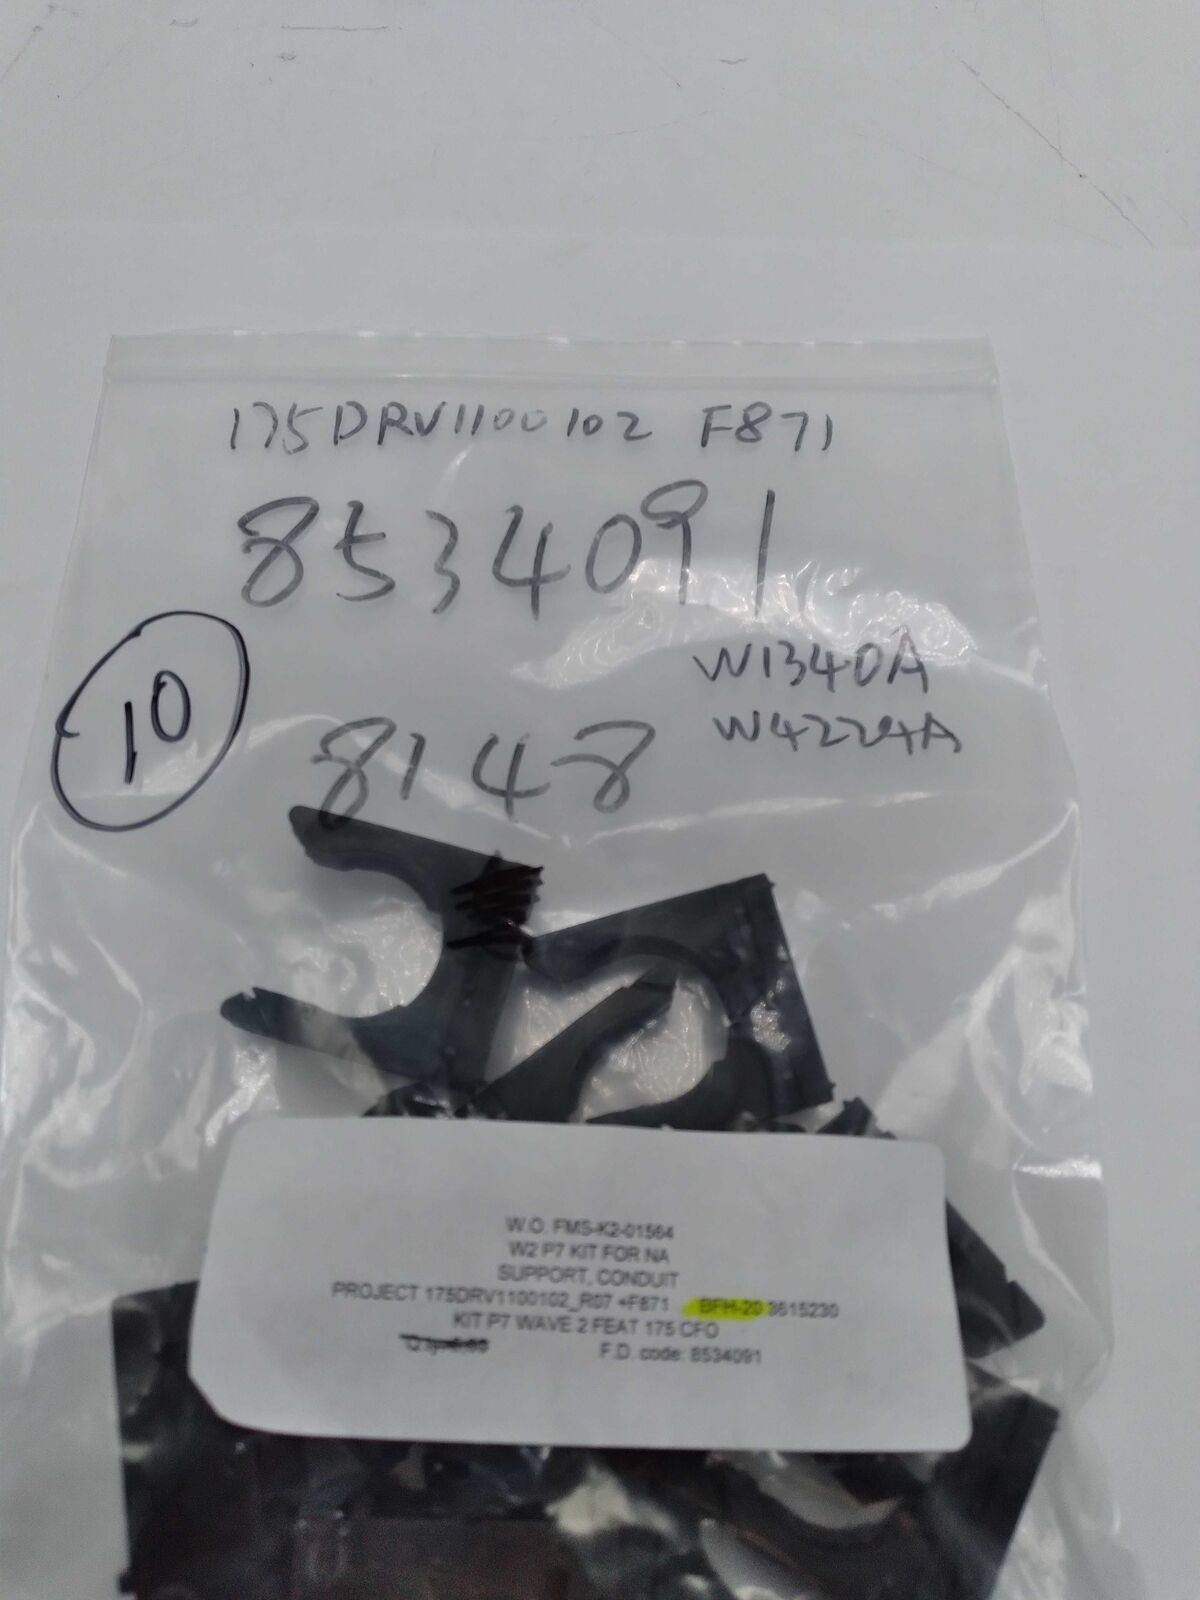 175DRV1100102 F871
8534091
W1340A
10
8148
W4224A
W.O. FMS-K2-01564
W2 P7 KIT FOR NA
SUPPORT, CONDUIT
PROJECT 175DRV1100102_R07 +F871 BFH-20 3615230
KIT P7 WAVE 2 FEAT 175 CFO
F.D. code: 8534091